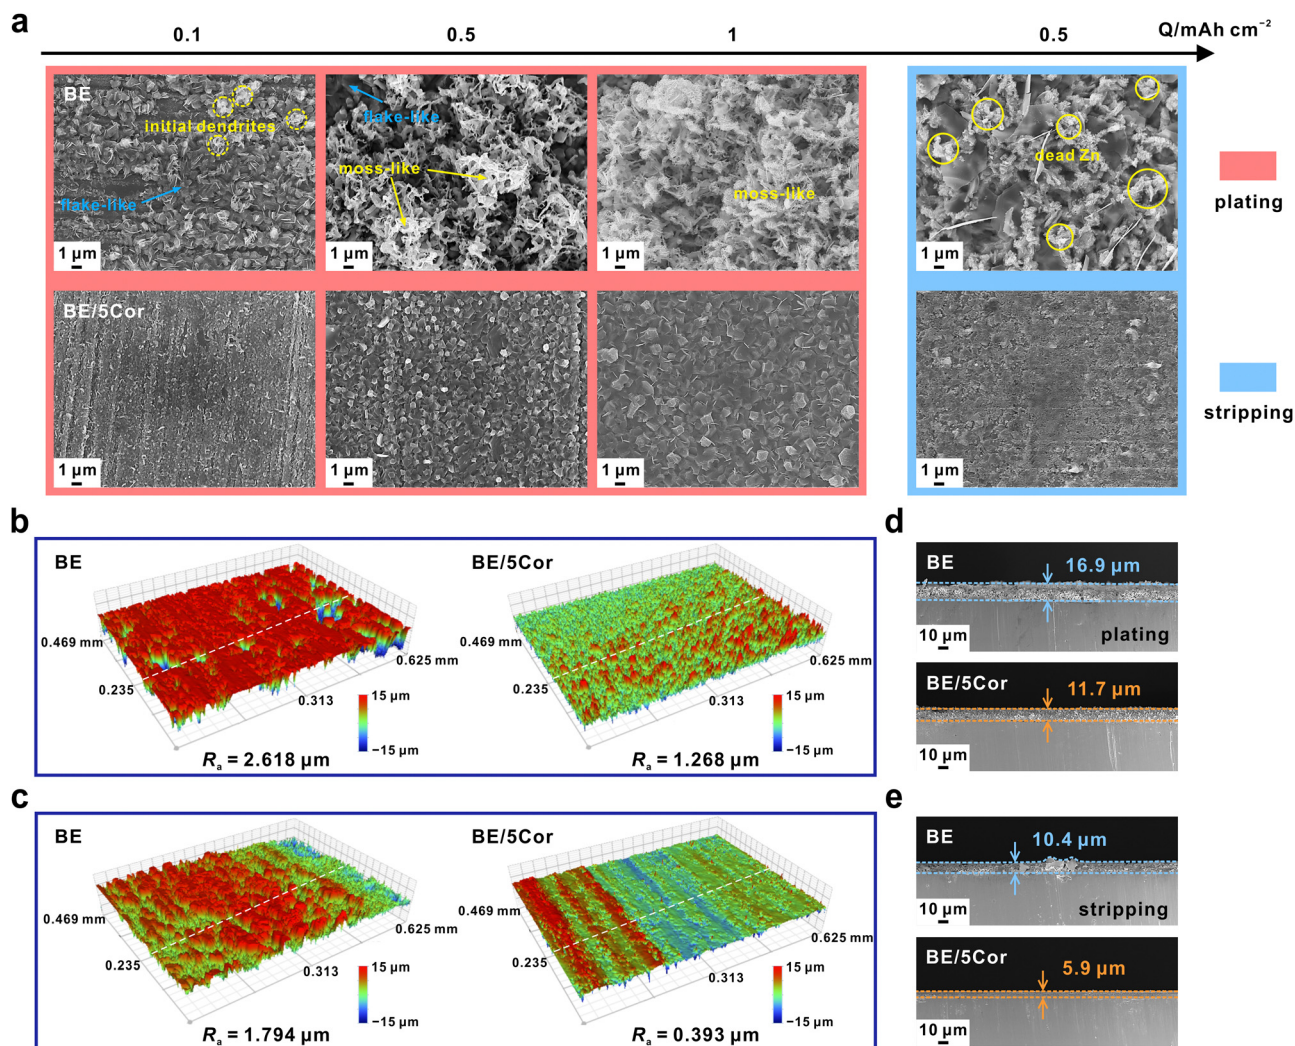 a
0.1
0.5
1
0.5
Q/mAh cm⁻²
BE
initial dendrites
flake-like
1 µm
flake-like
moss-like
1 µm
moss-like
1 µm
dead Zn
1 µm
plating
BE/5Cor
1 µm
1 µm
1 µm
1 µm
stripping
b
BE
0.469 mm
0.235
0.313
0.625 mm
15 µm
−15 µm
Rₐ = 2.618 µm
BE/5Cor
0.469 mm
0.235
0.313
0.625 mm
15 µm
−15 µm
Rₐ = 1.268 µm
d
BE
16.9 µm
10 µm
plating
BE/5Cor
11.7 µm
10 µm
c
BE
0.469 mm
0.235
0.313
0.625 mm
15 µm
−15 µm
Rₐ = 1.794 µm
BE/5Cor
0.469 mm
0.235
0.313
0.625 mm
15 µm
−15 µm
Rₐ = 0.393 µm
e
BE
10.4 µm
10 µm
stripping
BE/5Cor
5.9 µm
10 µm